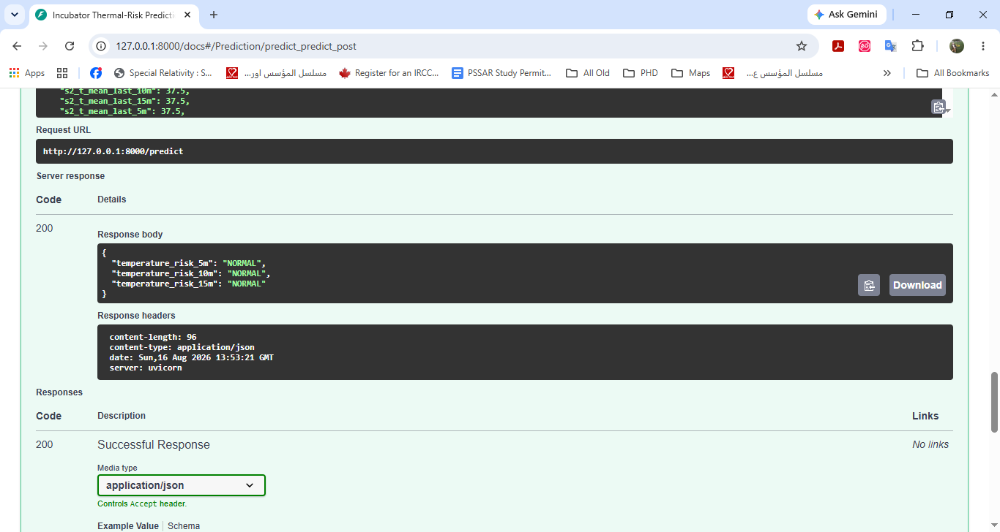 Incubator Thermal-Risk Predicti
Ask Gemini
127.0.0.1:8000/docs#/Prediction/predict_predict_post
Apps
Special Relativity : S...
مسلسل المؤسس اور...
Register for an IRCC...
PSSAR Study Permit...
All Old
PHD
Maps
مسلسل المؤسس ع...
»
All Bookmarks
"s2_t_mean_last_10m": 37.5,
"s2_t_mean_last_15m": 37.5,
"s2_t_mean_last_5m": 37.5,
Request URL
http://127.0.0.1:8000/predict
Server response
Code Details
200
Response body
{
"temperature_risk_5m": "NORMAL",
"temperature_risk_10m": "NORMAL",
"temperature_risk_15m": "NORMAL"
}
Download
Response headers
content-length: 96
content-type: application/json
date: Sun,16 Aug 2026 13:53:21 GMT
server: uvicorn
Responses
Code Description Links
200 Successful Response No links
Media type
application/json
Controls Accept header.
Example Value Schema